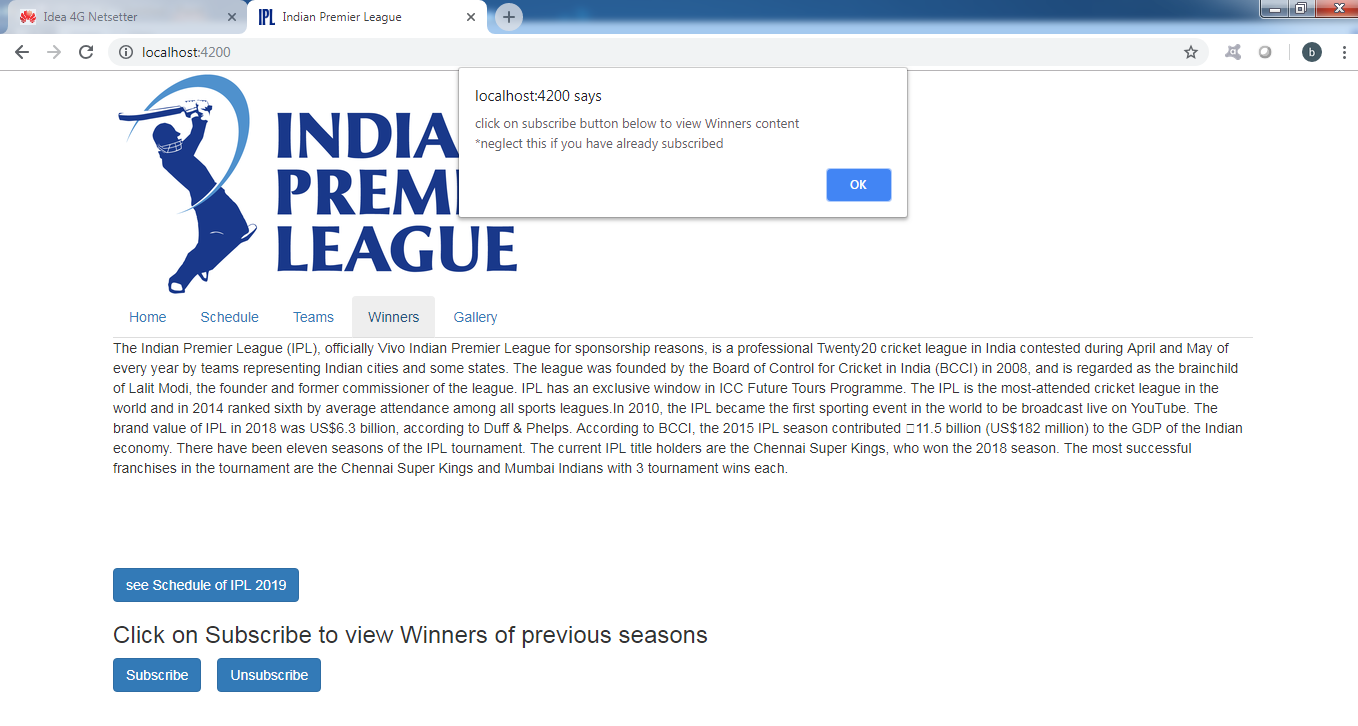 Idea 4G Netsetter
IPL Indian Premier League
localhost:4200
b
localhost:4200 says
click on subscribe button below to view Winners content
*neglect this if you have already subscribed
OK
INDIA
PREMI
LEAGUE
Home Schedule Teams Winners Gallery
The Indian Premier League (IPL), officially Vivo Indian Premier League for sponsorship reasons, is a professional Twenty20 cricket league in India contested during April and May of
every year by teams representing Indian cities and some states. The league was founded by the Board of Control for Cricket in India (BCCI) in 2008, and is regarded as the brainchild
of Lalit Modi, the founder and former commissioner of the league. IPL has an exclusive window in ICC Future Tours Programme. The IPL is the most-attended cricket league in the
world and in 2014 ranked sixth by average attendance among all sports leagues.In 2010, the IPL became the first sporting event in the world to be broadcast live on YouTube. The
brand value of IPL in 2018 was US$6.3 billion, according to Duff & Phelps. According to BCCI, the 2015 IPL season contributed □11.5 billion (US$182 million) to the GDP of the Indian
economy. There have been eleven seasons of the IPL tournament. The current IPL title holders are the Chennai Super Kings, who won the 2018 season. The most successful
franchises in the tournament are the Chennai Super Kings and Mumbai Indians with 3 tournament wins each.
see Schedule of IPL 2019
Click on Subscribe to view Winners of previous seasons
Subscribe Unsubscribe